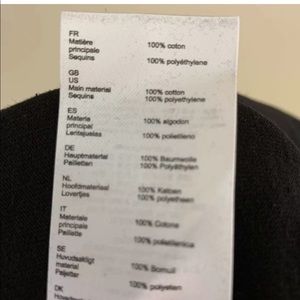 FR
Matière 100% coton
principale
Sequins 100% polyéthylene
GB
US
Main material 100% cotton
Sequins 100% polyethylene
ES
Materia 100% algodon
principal
Lentejuelas 100% polietileno
DE
Hauptmaterial 100% Baumwolle
Pailletten 100% Polyäthylen
NL
Hoofdmateriaal 100% Katoen
Lovertjes 100% polyetheen
IT
Materiale 100% Cotone
principale
Paillette 100% polietilenica
SE
Huvudsakligt 100% Bomull
material
Paljetter 100% polyeten
DK